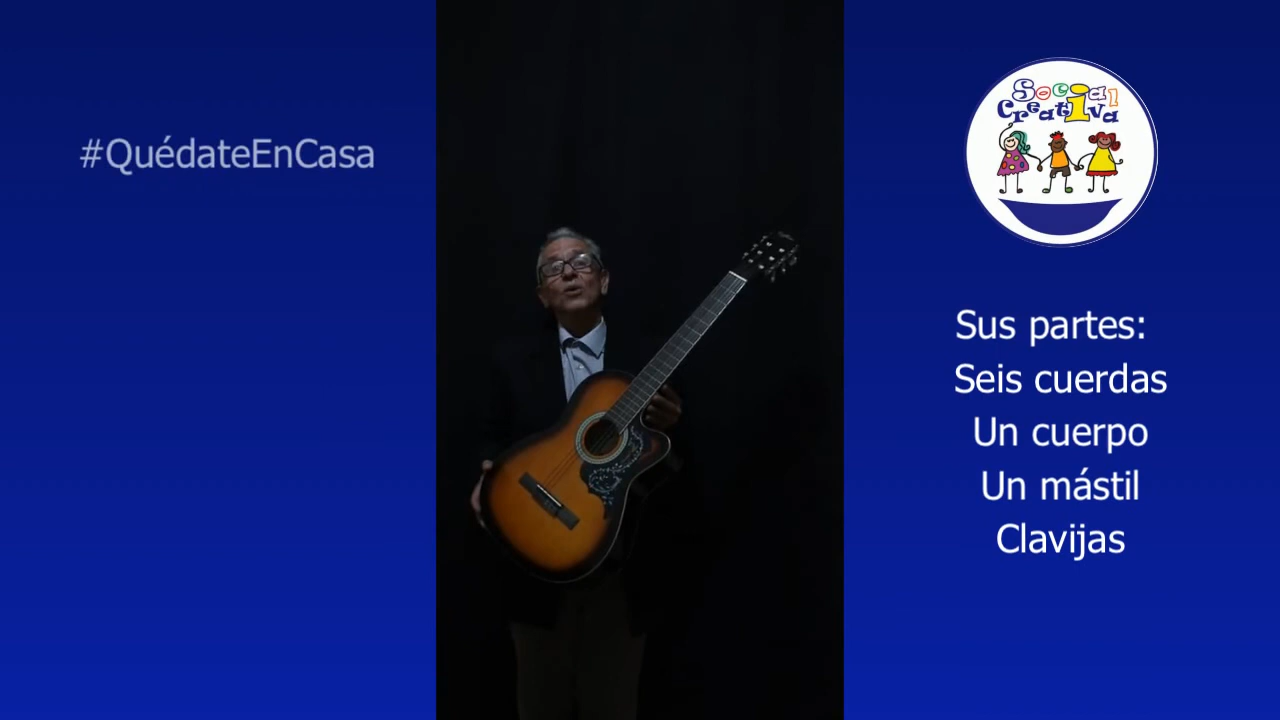 #QuédateEnCasa
Social
Creativa
Sus partes:
Seis cuerdas
Un cuerpo
Un mástil
Clavijas